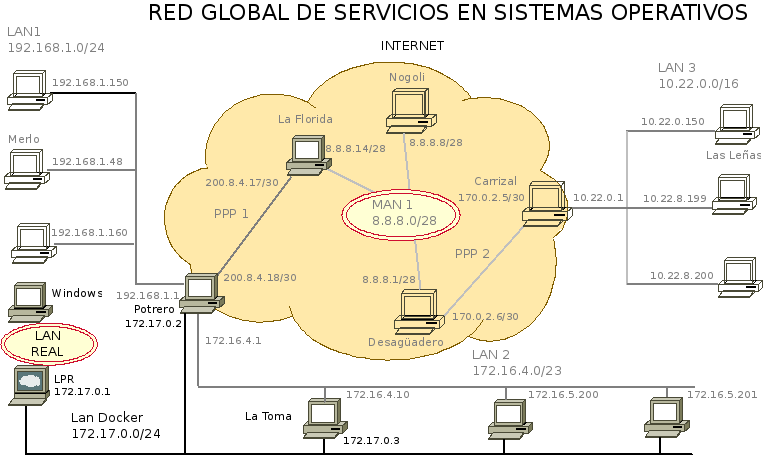 RED GLOBAL DE SERVICIOS EN SISTEMAS OPERATIVOS
LAN1
192.168.1.0/24
INTERNET
LAN 3
10.22.0.0/16
192.168.1.150
Nogoli
La Florida
8.8.8.8/28
10.22.0.150
Merlo
192.168.1.48
8.8.8.14/28
Las Leñas
200.8.4.17/30
Carrizal
170.0.2.5/30
10.22.0.1
10.22.8.199
PPP 1
MAN 1
8.8.8.0/28
192.168.1.160
PPP 2
200.8.4.18/30
8.8.8.1/28
10.22.8.200
Windows
192.168.1.1
Potrero
172.17.0.2
170.0.2.6/30
LAN
REAL
172.16.4.1
Desagüadero
LAN 2
172.16.4.0/23
LPR
172.17.0.1
172.16.4.10
172.16.5.200
172.16.5.201
Lan Docker
172.17.0.0/24
La Toma
172.17.0.3